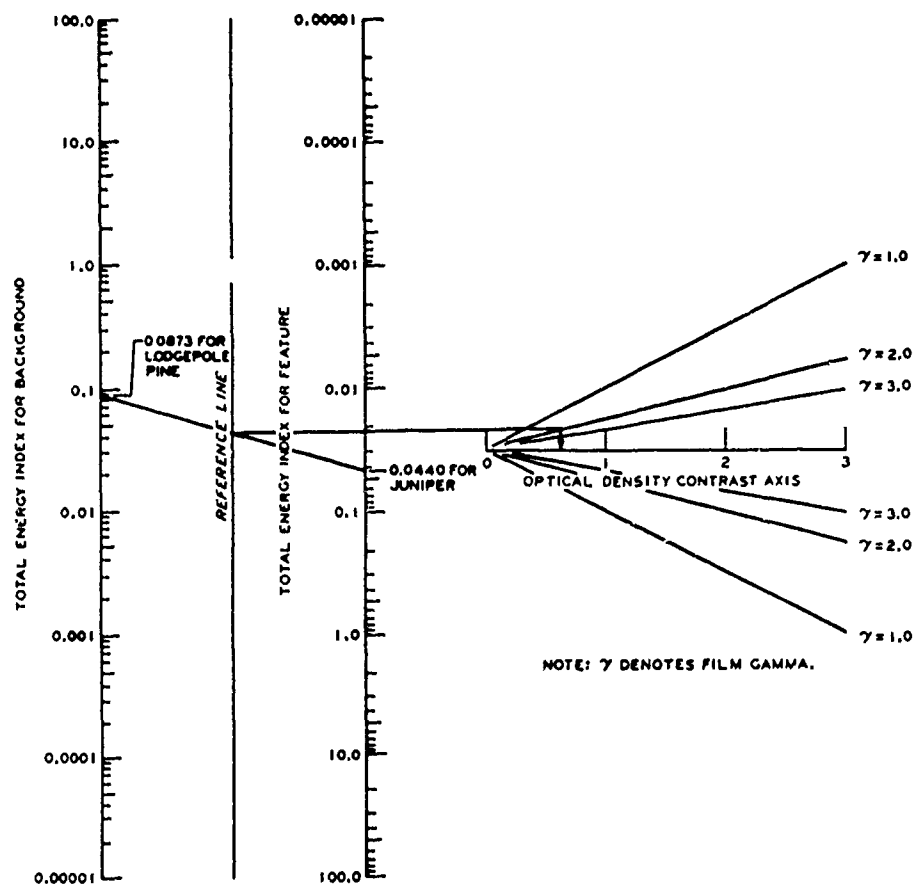 TOTAL ENERGY INDEX FOR BACKGROUND
100.0
10.0
1.0
0.1
0.01
0.001
0.0001
0.00001
0.0873 FOR
LODGEPOLE
PINE
REFERENCE LINE
TOTAL ENERGY INDEX FOR FEATURE
0.00001
0.0001
0.001
0.01
0.1
1.0
10.0
100.0
0.0440 FOR
JUNIPER
γ = 1.0
γ = 2.0
γ = 3.0
0 1 2 3
OPTICAL DENSITY CONTRAST AXIS
γ = 3.0
γ = 2.0
γ = 1.0
NOTE: γ DENOTES FILM GAMMA.